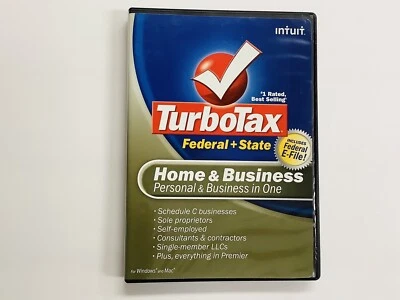 intuit.
#1 Rated,
Best Selling*
TurboTax
Federal + State
INCLUDES
Federal
E-File!
Home & Business
Personal & Business in One
• Schedule C businesses
• Sole proprietors
• Self-employed
• Consultants & contractors
• Single-member LLCs
• Plus, everything in Premier
for Windows® and Mac®